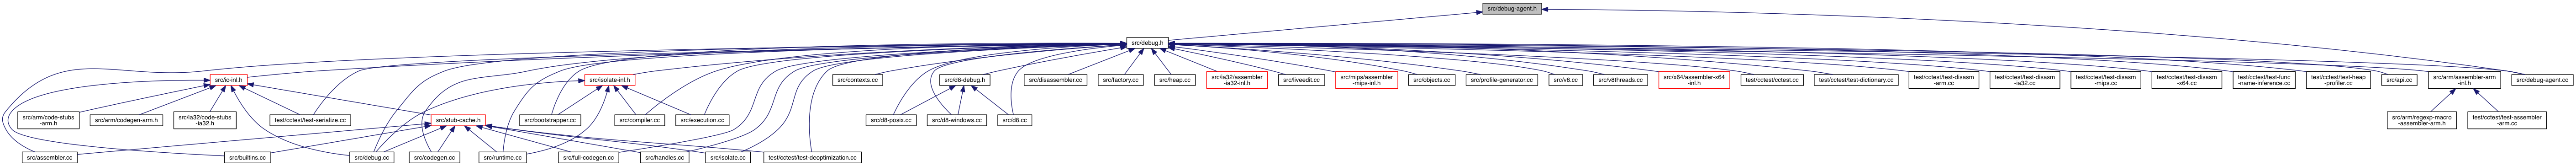 src/debug-agent.h
src/debug.h
src/ic-inl.h
src/isolate-inl.h
src/contexts.cc
src/d8-debug.h
src/disassembler.cc
src/factory.cc
src/heap.cc
src/ia32/assembler
-ia32-inl.h
src/liveedit.cc
src/mips/assembler
-mips-inl.h
src/objects.cc
src/profile-generator.cc
src/v8.cc
src/v8threads.cc
src/x64/assembler-x64
-inl.h
test/cctest/cctest.cc
test/cctest/test-dictionary.cc
test/cctest/test-disasm
-arm.cc
test/cctest/test-disasm
-ia32.cc
test/cctest/test-disasm
-mips.cc
test/cctest/test-disasm
-x64.cc
test/cctest/test-func
-name-inference.cc
test/cctest/test-heap
-profiler.cc
src/api.cc
src/arm/assembler-arm
-inl.h
src/debug-agent.cc
src/arm/code-stubs
-arm.h
src/arm/codegen-arm.h
src/ia32/code-stubs
-ia32.h
test/cctest/test-serialize.cc
src/stub-cache.h
src/bootstrapper.cc
src/compiler.cc
src/execution.cc
src/d8-posix.cc
src/d8-windows.cc
src/d8.cc
src/arm/regexp-macro
-assembler-arm.h
test/cctest/test-assembler
-arm.cc
src/assembler.cc
src/builtins.cc
src/debug.cc
src/codegen.cc
src/runtime.cc
src/full-codegen.cc
src/handles.cc
src/isolate.cc
test/cctest/test-deoptimization.cc